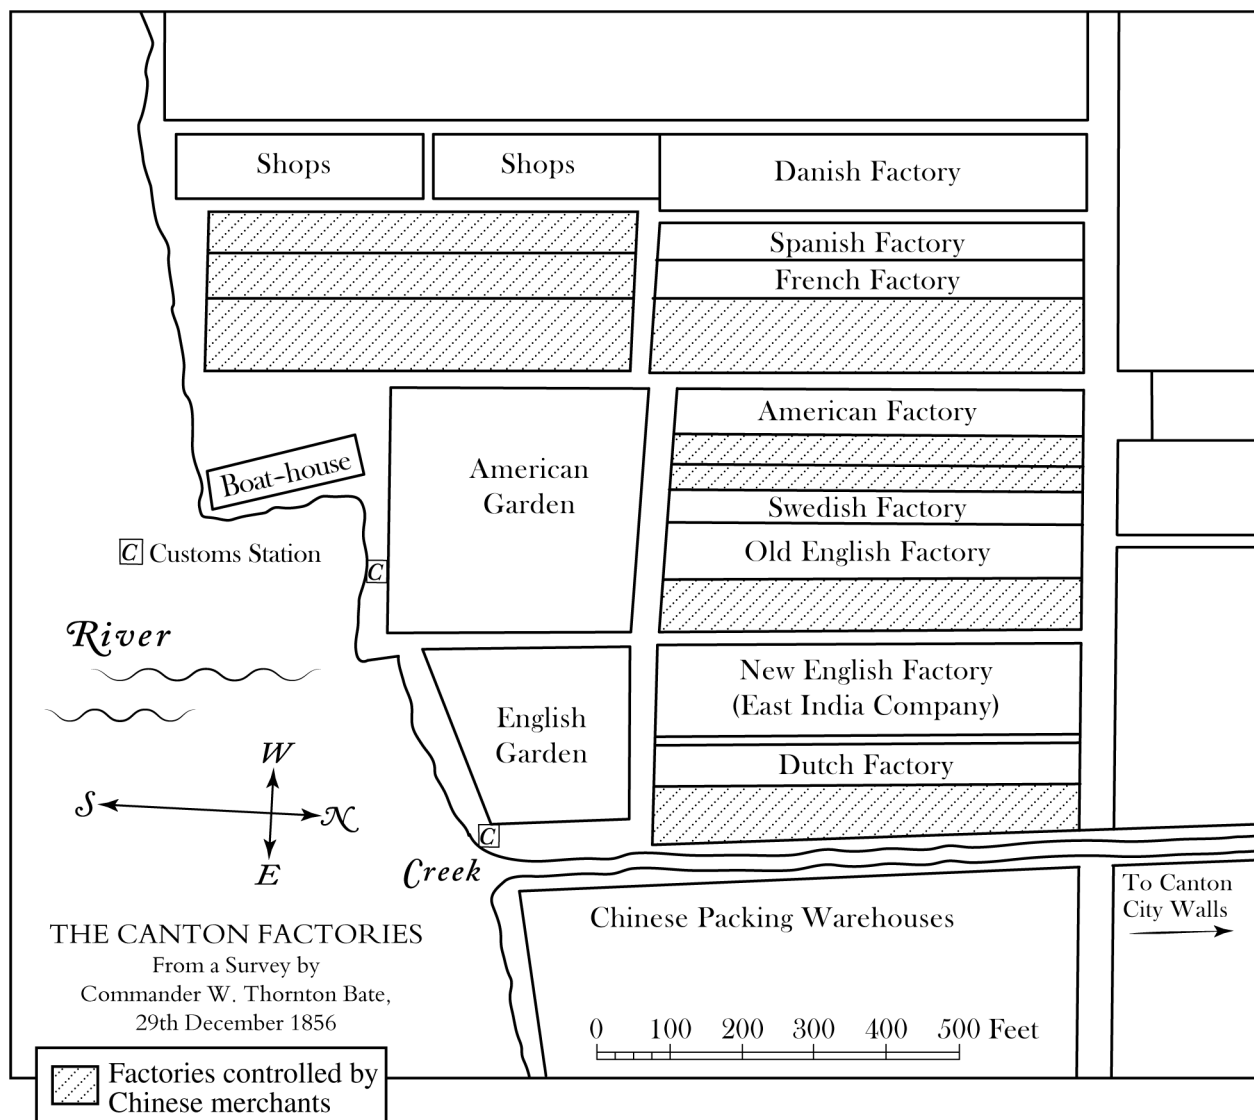 Shops
Shops
Danish Factory
Spanish Factory
French Factory
American Factory
American
Garden
Boat-house
Swedish Factory
Old English Factory
C Customs Station
C
River
New English Factory
(East India Company)
English
Garden
Dutch Factory
W
S
N
E
C
Creek
To Canton
City Walls
Chinese Packing Warehouses
THE CANTON FACTORIES
From a Survey by
Commander W. Thornton Bate,
29th December 1856
0 100 200 300 400 500 Feet
Factories controlled by
Chinese merchants